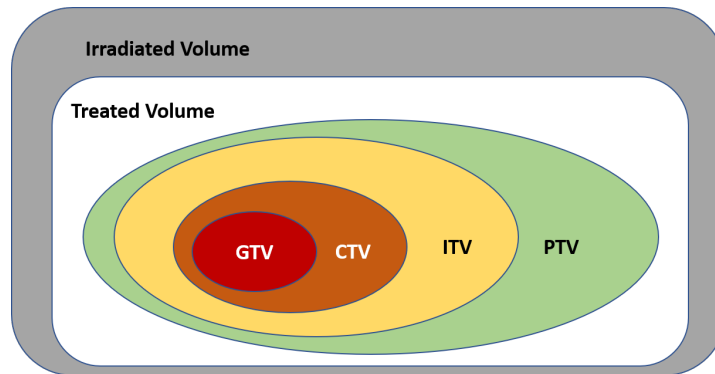 Irradiated Volume
Treated Volume
GTV
CTV
ITV
PTV